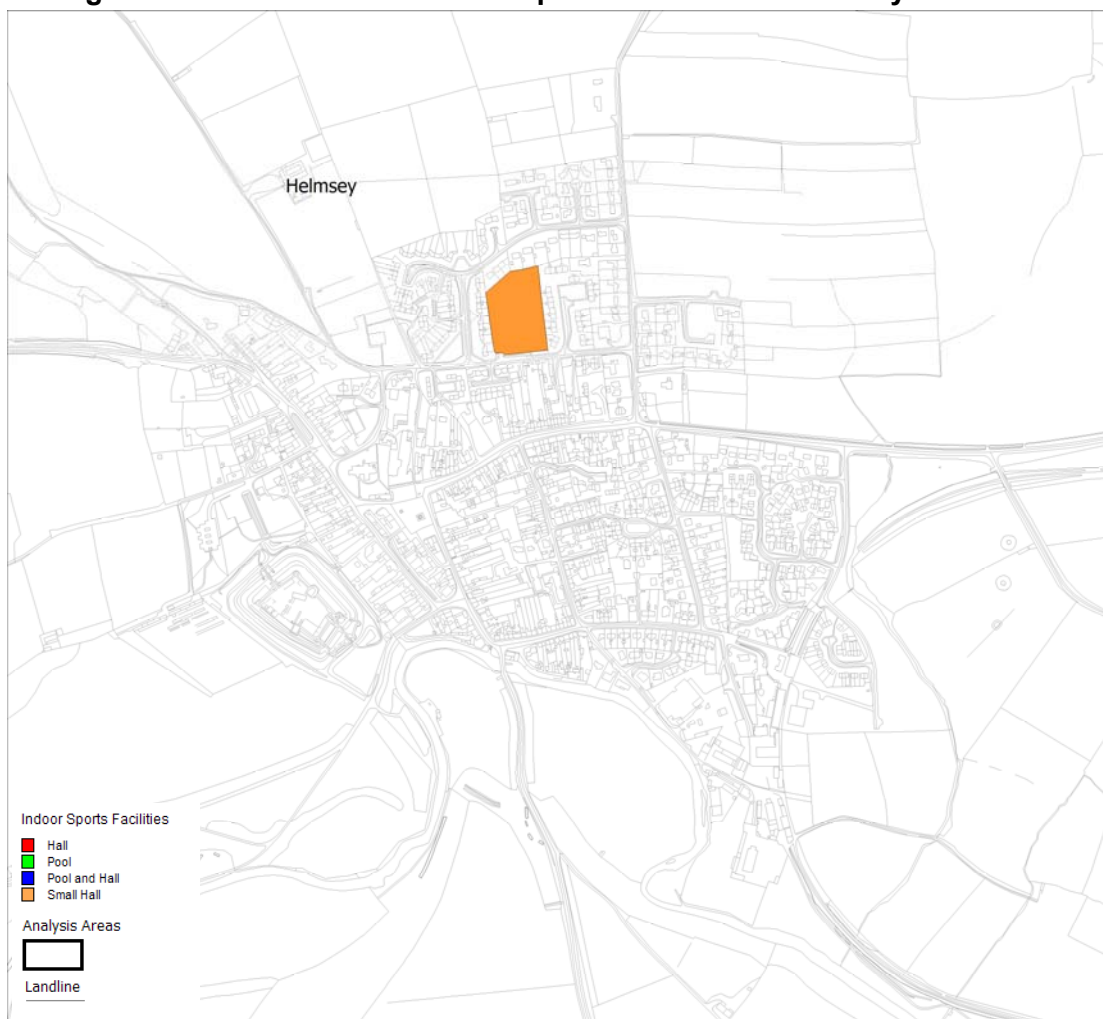 Helmsey
Indoor Sports Facilities
Hall
Pool
Pool and Hall
Small Hall
Analysis Areas
Landline